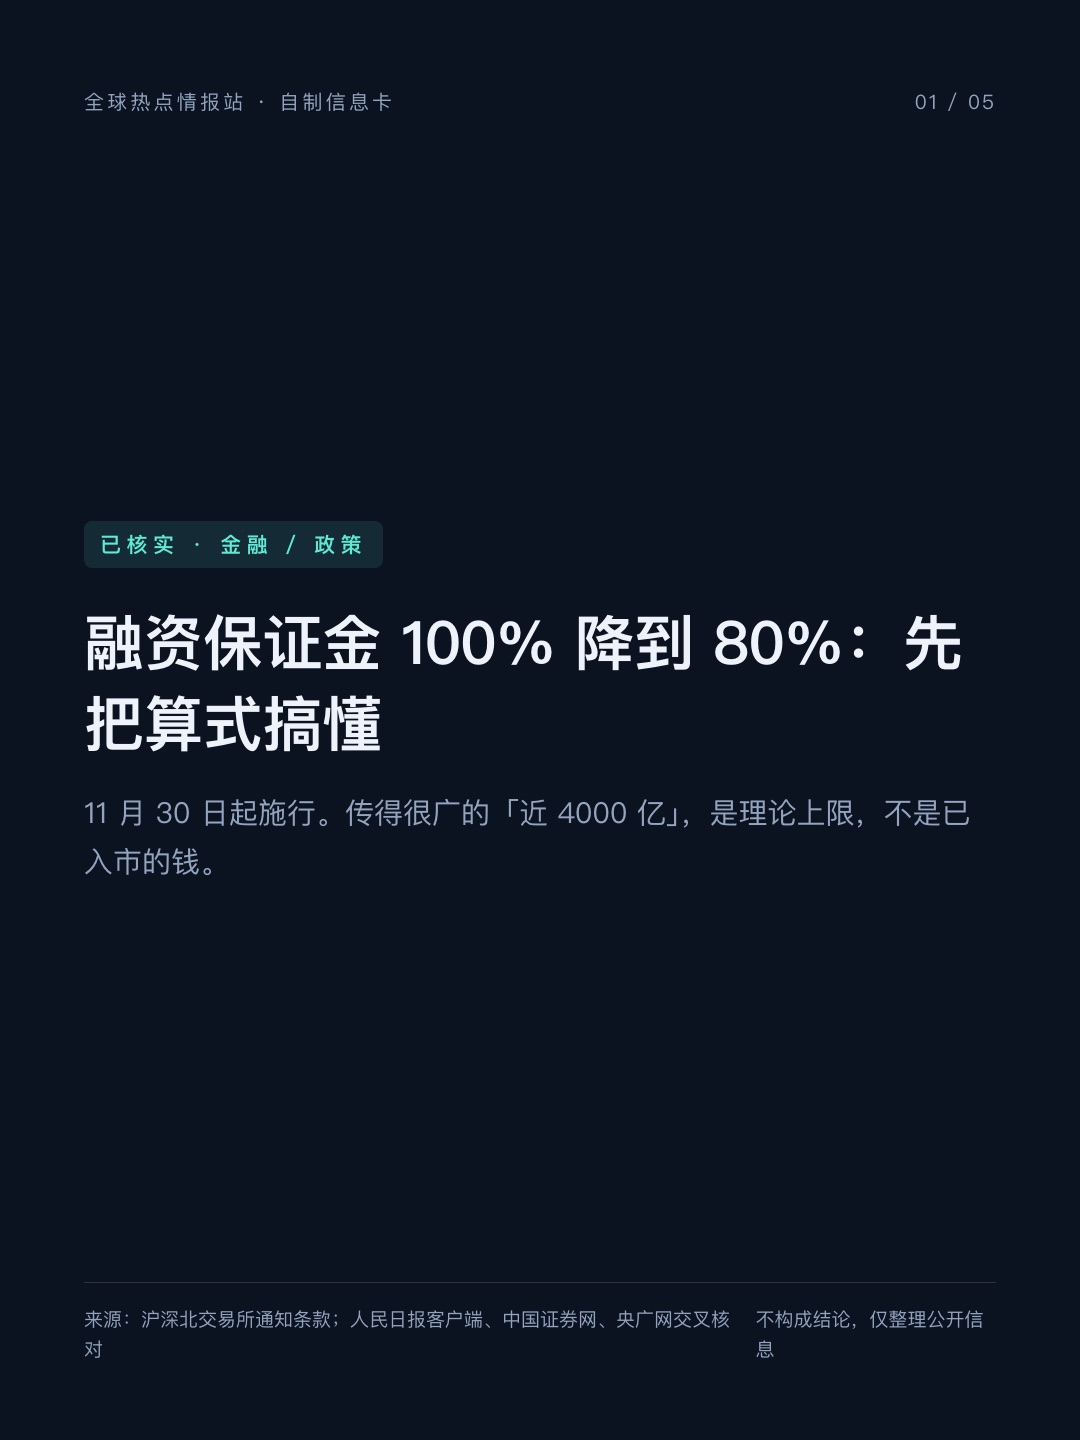 全球热点情报站 · 自制信息卡
01 / 05
已核实 · 金融 / 政策
融资保证金 100% 降到 80%：先
把算式搞懂
11 月 30 日起施行。传得很广的「近 4000 亿」，是理论上限，不是已
入市的钱。
来源：沪深北交易所通知条款；人民日报客户端、中国证券网、央广网交叉核
对
不构成结论，仅整理公开信
息